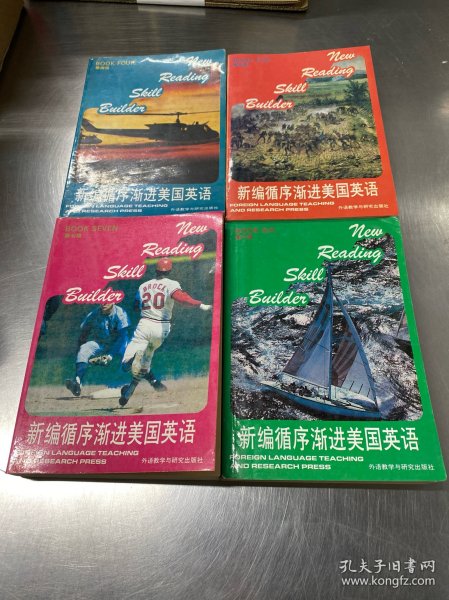 BOOK FOUR
第四册
New
Reading
Skill
Builder
新编循序渐进美国英语
FOREIGN LANGUAGE TEACHING
AND RESEARCH PRESS
外语教学与研究出版社
New
Reading
Skill
Builder
新编循序渐进美国英语
FOREIGN LANGUAGE TEACHING
AND RESEARCH PRESS
外语教学与研究出版社
BOOK SEVEN
第七册
New
Reading
Skill
Builder
BROCK
20
新编循序渐进美国英语
FOREIGN LANGUAGE TEACHING
AND RESEARCH PRESS
外语教学与研究出版社
New
Reading
Skill
Builder
新编循序渐进美国英语
FOREIGN LANGUAGE TEACHING
AND RESEARCH PRESS
外语教学与研究出版社
孔夫子旧书网
www.kongfz.com